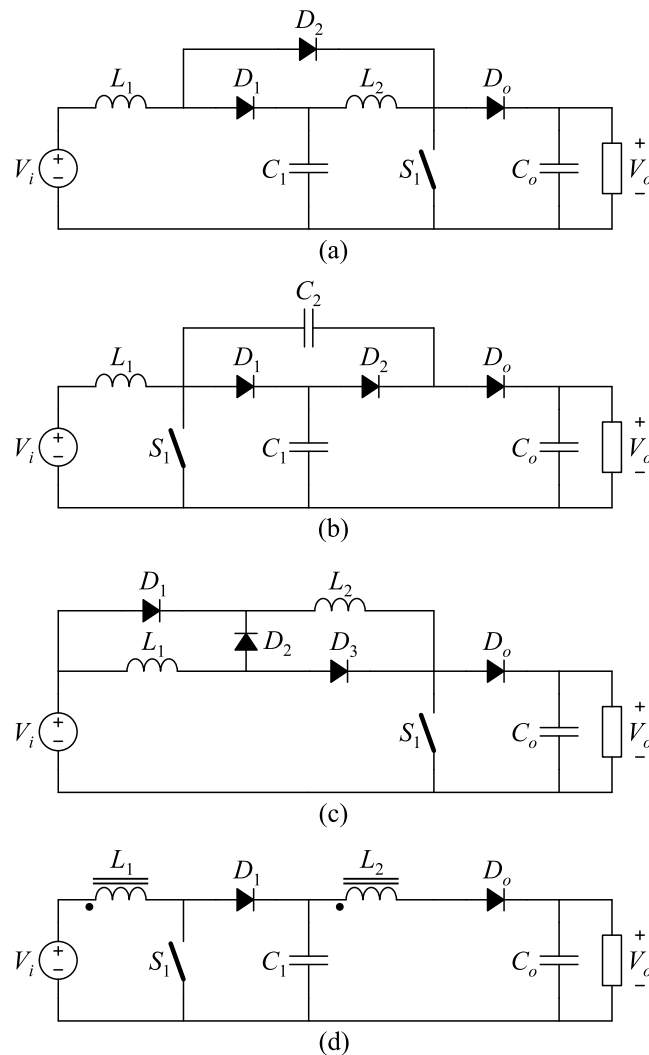 D₂
L₁ D₁ L₂ Dₒ
Vᵢ + − C₁ S₁ Cₒ + Vₒ −
(a)
C₂
L₁ D₁ D₂ Dₒ
Vᵢ + − S₁ C₁ Cₒ + Vₒ −
(b)
D₁ L₂
L₁ D₂ D₃ Dₒ
Vᵢ + − S₁ Cₒ + Vₒ −
(c)
L₁ D₁ L₂ Dₒ
Vᵢ + − S₁ C₁ Cₒ + Vₒ −
(d)